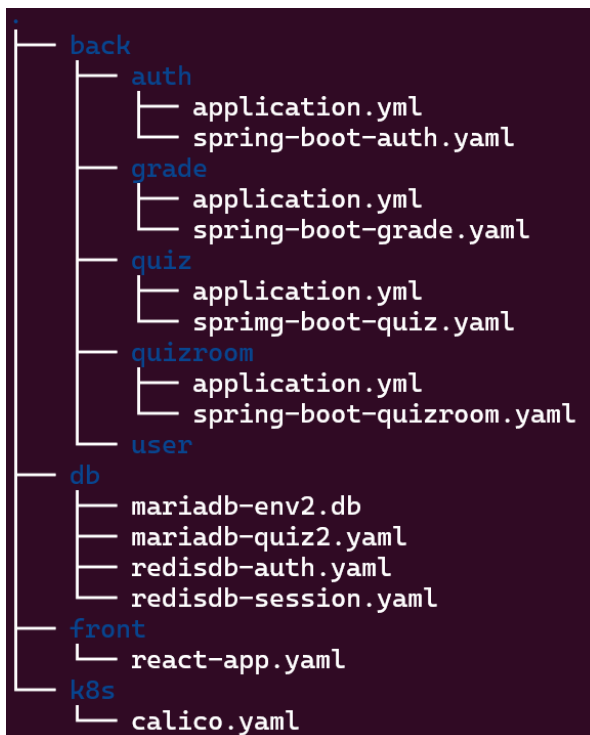 .
├── back
│   ├── auth
│   │   ├── application.yml
│   │   └── spring-boot-auth.yaml
│   ├── grade
│   │   ├── application.yml
│   │   └── spring-boot-grade.yaml
│   ├── quiz
│   │   ├── application.yml
│   │   └── sprimg-boot-quiz.yaml
│   ├── quizroom
│   │   ├── application.yml
│   │   └── spring-boot-quizroom.yaml
│   └── user
├── db
│   ├── mariadb-env2.db
│   ├── mariadb-quiz2.yaml
│   ├── redisdb-auth.yaml
│   └── redisdb-session.yaml
├── front
│   └── react-app.yaml
└── k8s
    └── calico.yaml